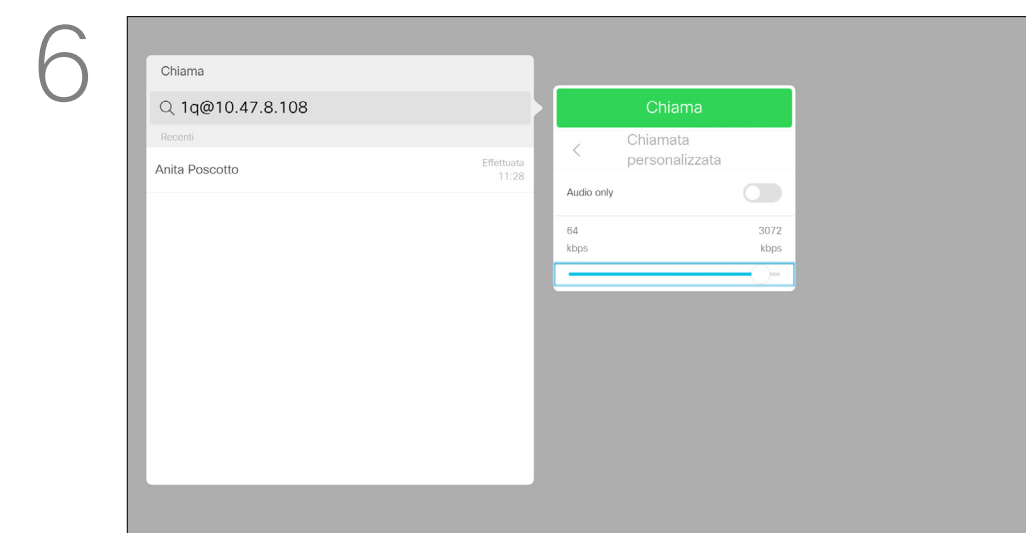 6
Chiama
1q@10.47.8.108
Recenti
Anita Poscotto
Effettuata
11:28
Chiama
Chiamata
personalizzata
Audio only
64
kbps
3072
kbps